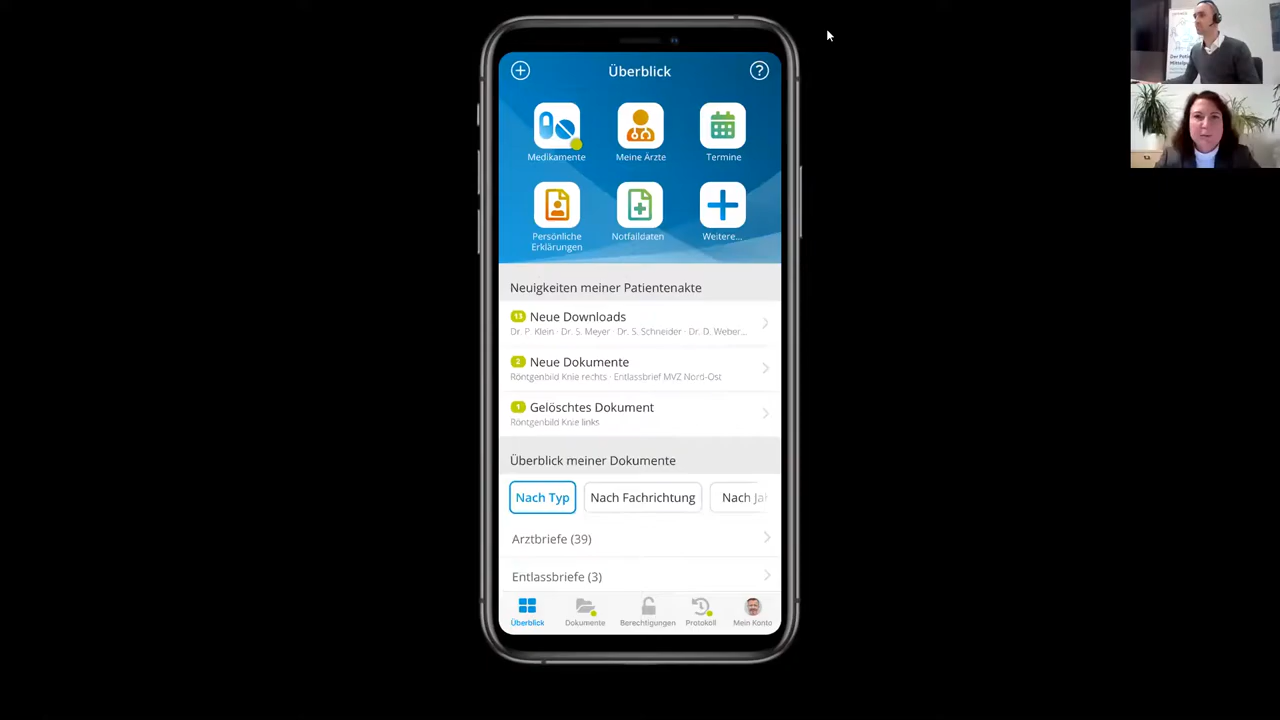 Überblick
Medikamente
Meine Ärzte
Termine
Persönliche
Erklärungen
Notfalldaten
Weitere...
Neuigkeiten meiner Patientenakte
13 Neue Downloads
Dr. P. Klein · Dr. S. Meyer · Dr. S. Schneider · Dr. D. Weber...
2 Neue Dokumente
Röntgenbild Knie rechts · Entlassbrief MVZ Nord-Ost
1 Gelöschtes Dokument
Röntgenbild Knie links
Überblick meiner Dokumente
Nach Typ
Nach Fachrichtung
Nach Ja
Arztbriefe (39)
Entlassbriefe (3)
Überblick
Dokumente
Berechtigungen
Protokoll
Mein Konto